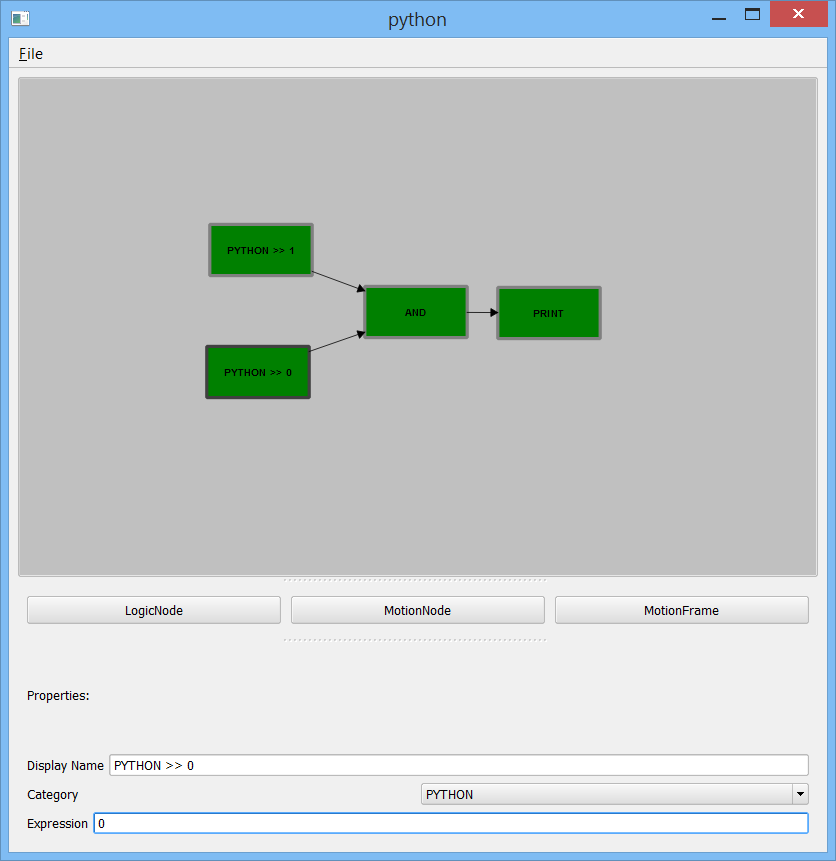 python
File
PYTHON >> 1
AND
PRINT
PYTHON >> 0
LogicNode
MotionNode
MotionFrame
Properties:
Display Name PYTHON >> 0
Category PYTHON
Expression 0